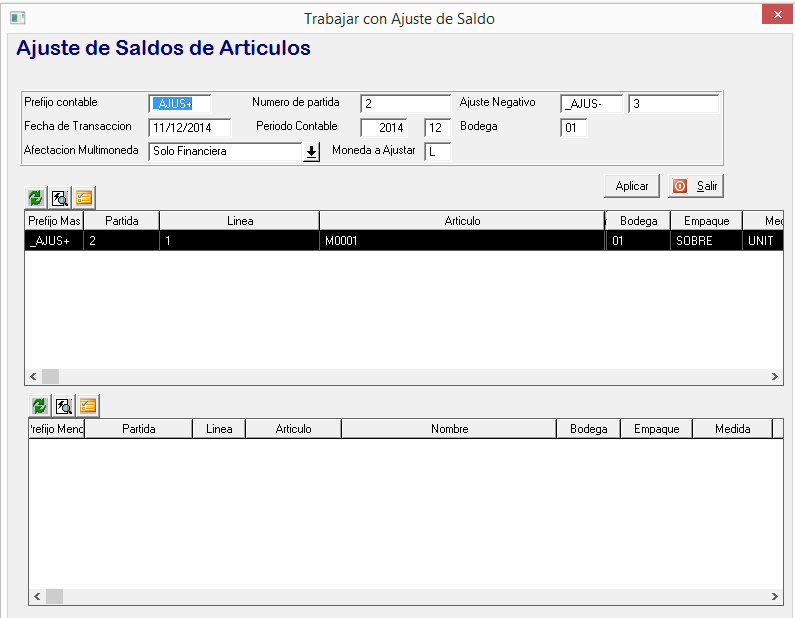 Trabajar con Ajuste de Saldo
Ajuste de Saldos de Articulos
Prefijo contable _AJUS+ Numero de partida 2 Ajuste Negativo _AJUS- 3
Fecha de Transaccion 11/12/2014 Periodo Contable 2014 12 Bodega 01
Afectacion Multimoneda Solo Financiera Moneda a Ajustar L
Aplicar Salir
Prefijo Mas Partida Linea Articulo Bodega Empaque Med
_AJUS+ 2 1 M0001 01 SOBRE UNIT
Prefijo Menc Partida Linea Articulo Nombre Bodega Empaque Medida